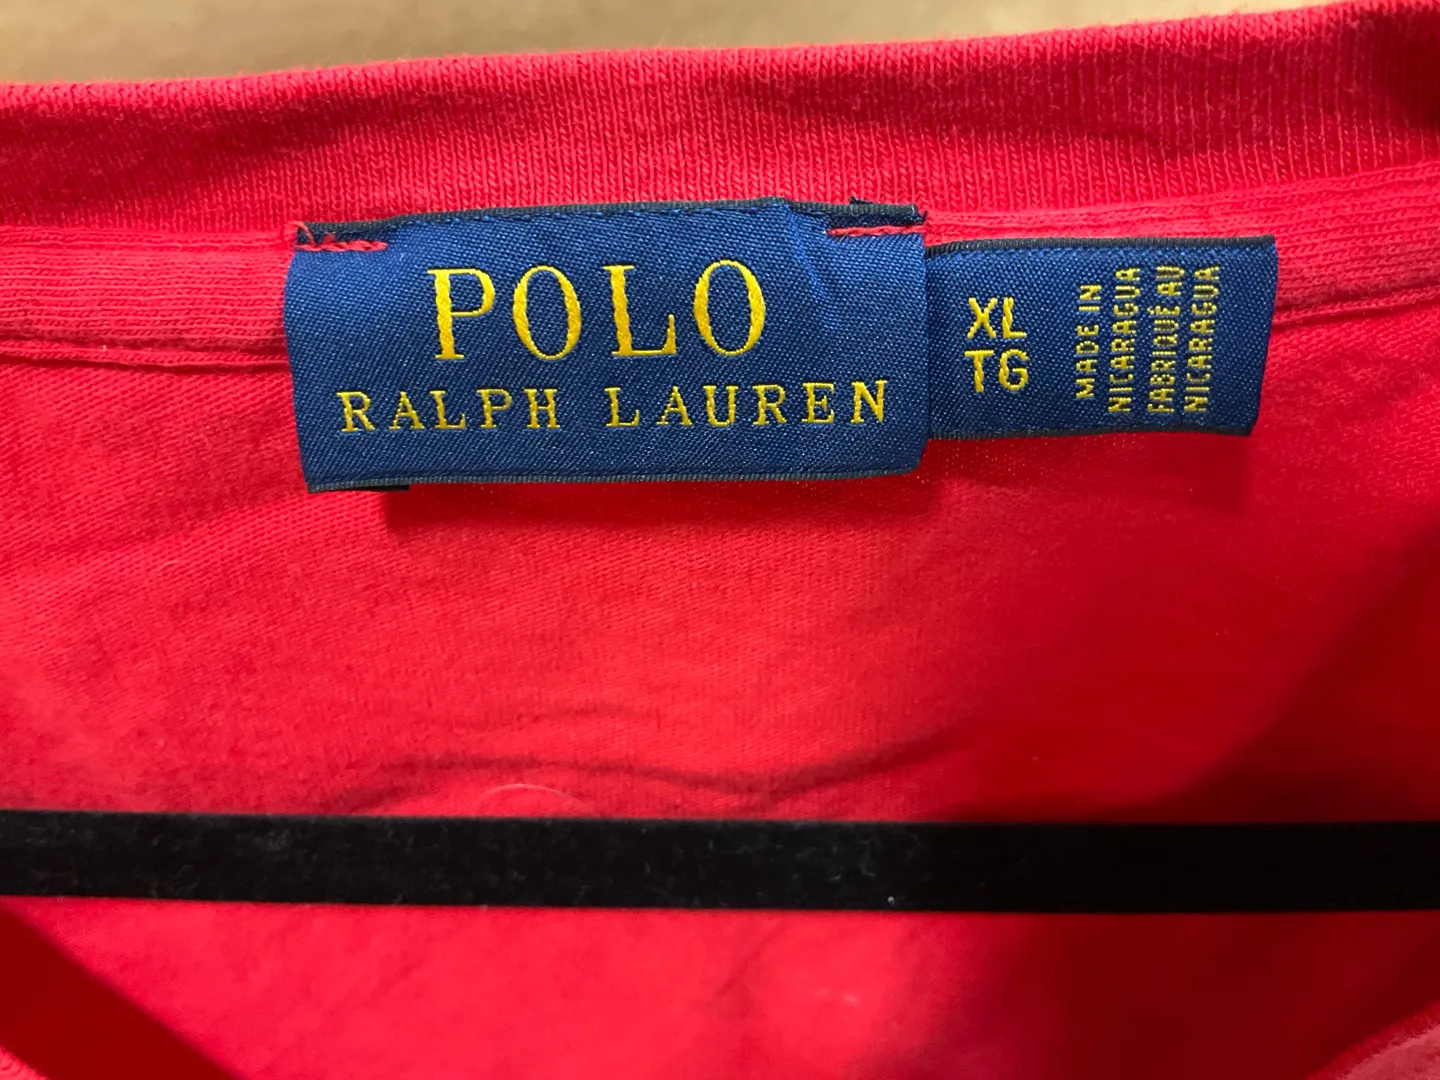 POLO
RALPH LAUREN
XL
TG
MADE IN
NICARAGUA
FABRIQUÉ AU
NICARAGUA